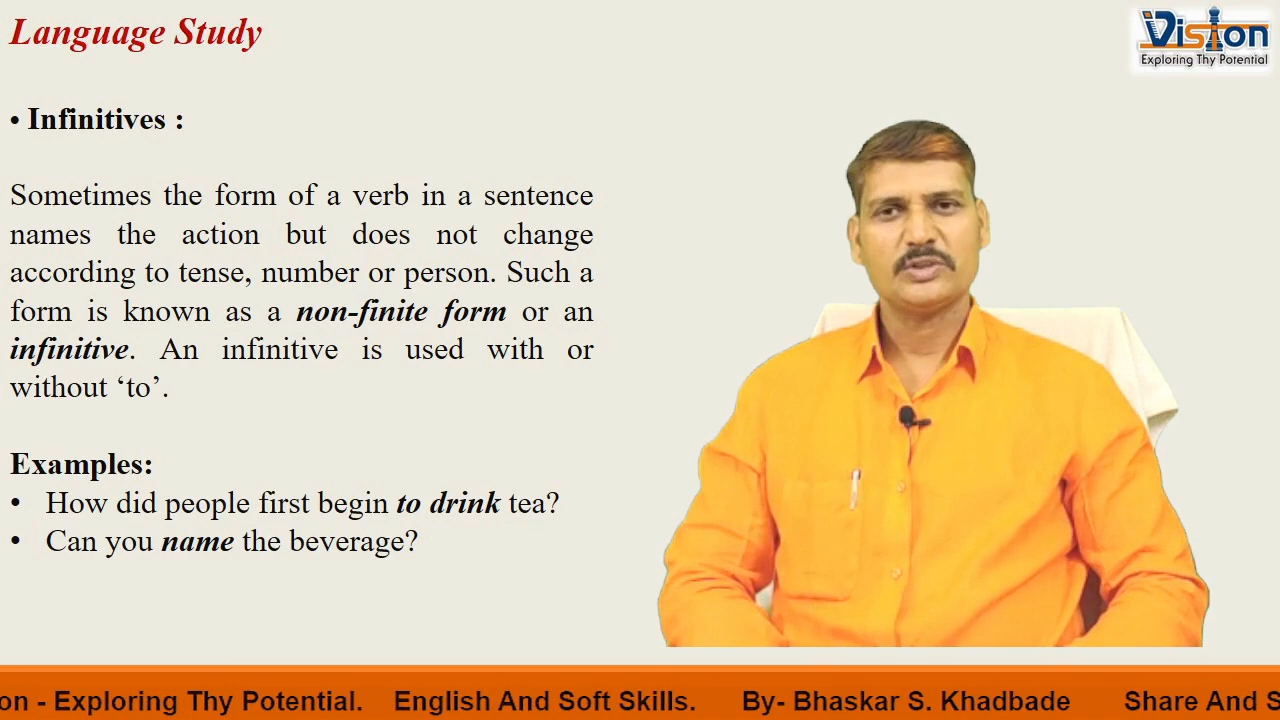 Language Study
Vision
Exploring Thy Potential
• Infinitives :
Sometimes the form of a verb in a sentence
names the action but does not change
according to tense, number or person. Such a
form is known as a non-finite form or an
infinitive. An infinitive is used with or
without ‘to’.
Examples:
• How did people first begin to drink tea?
• Can you name the beverage?
on - Exploring Thy Potential. English And Soft Skills. By- Bhaskar S. Khadbade Share And S